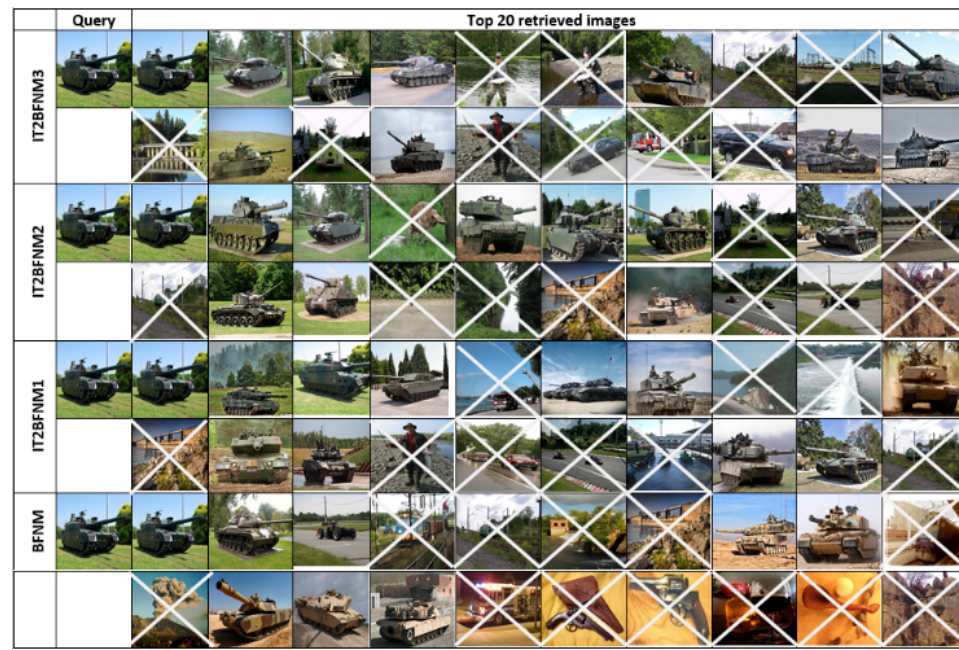 Query
Top 20 retrieved images
IT2BFNM3
IT2BFNM2
IT2BFNM1
BFNM